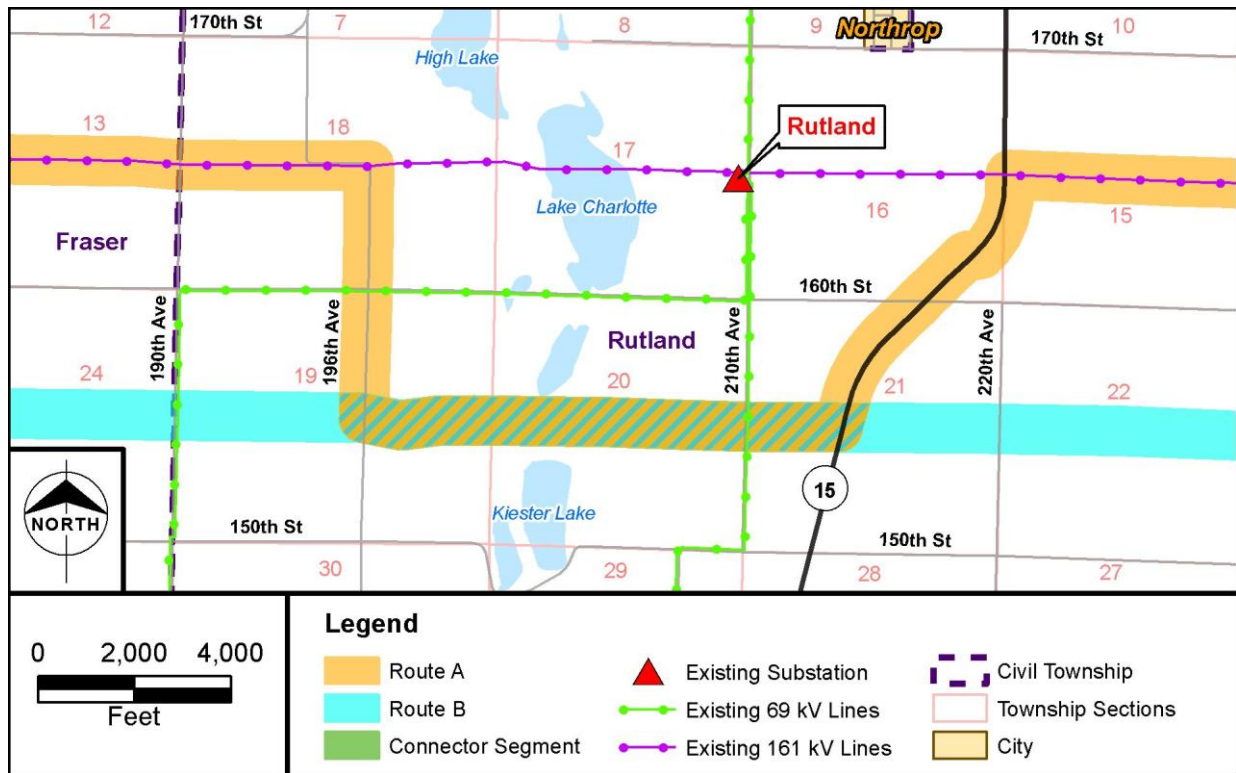 12
170th St
7
8
9
Northrop
10
170th St
High Lake
13
18
17
Rutland
Lake Charlotte
16
15
Fraser
190th Ave
196th Ave
Rutland
210th Ave
160th St
220th Ave
24
19
20
21
22
15
NORTH
150th St
Kiester Lake
150th St
30
29
28
27
0 2,000 4,000
Feet
Legend
Route A
Route B
Connector Segment
Existing Substation
Existing 69 kV Lines
Existing 161 kV Lines
Civil Township
Township Sections
City